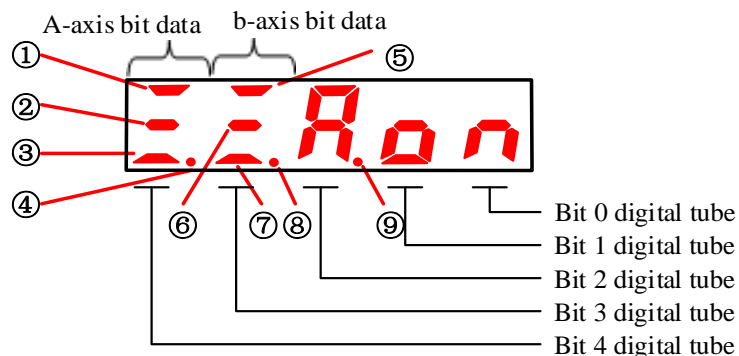 A-axis bit data b-axis bit data
① ⑤
②
③
④ ⑥ ⑦ ⑧ ⑨
A.on
Bit 0 digital tube
Bit 1 digital tube
Bit 2 digital tube
Bit 3 digital tube
Bit 4 digital tube